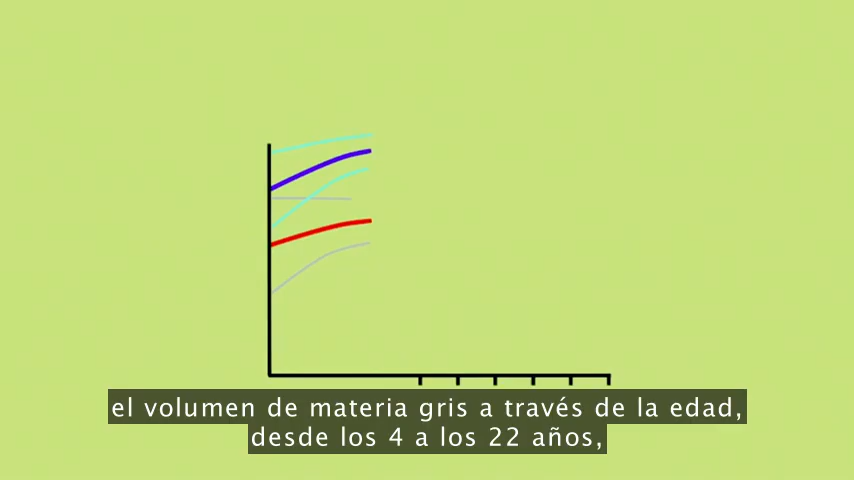 el volumen de materia gris a través de la edad,
desde los 4 a los 22 años,